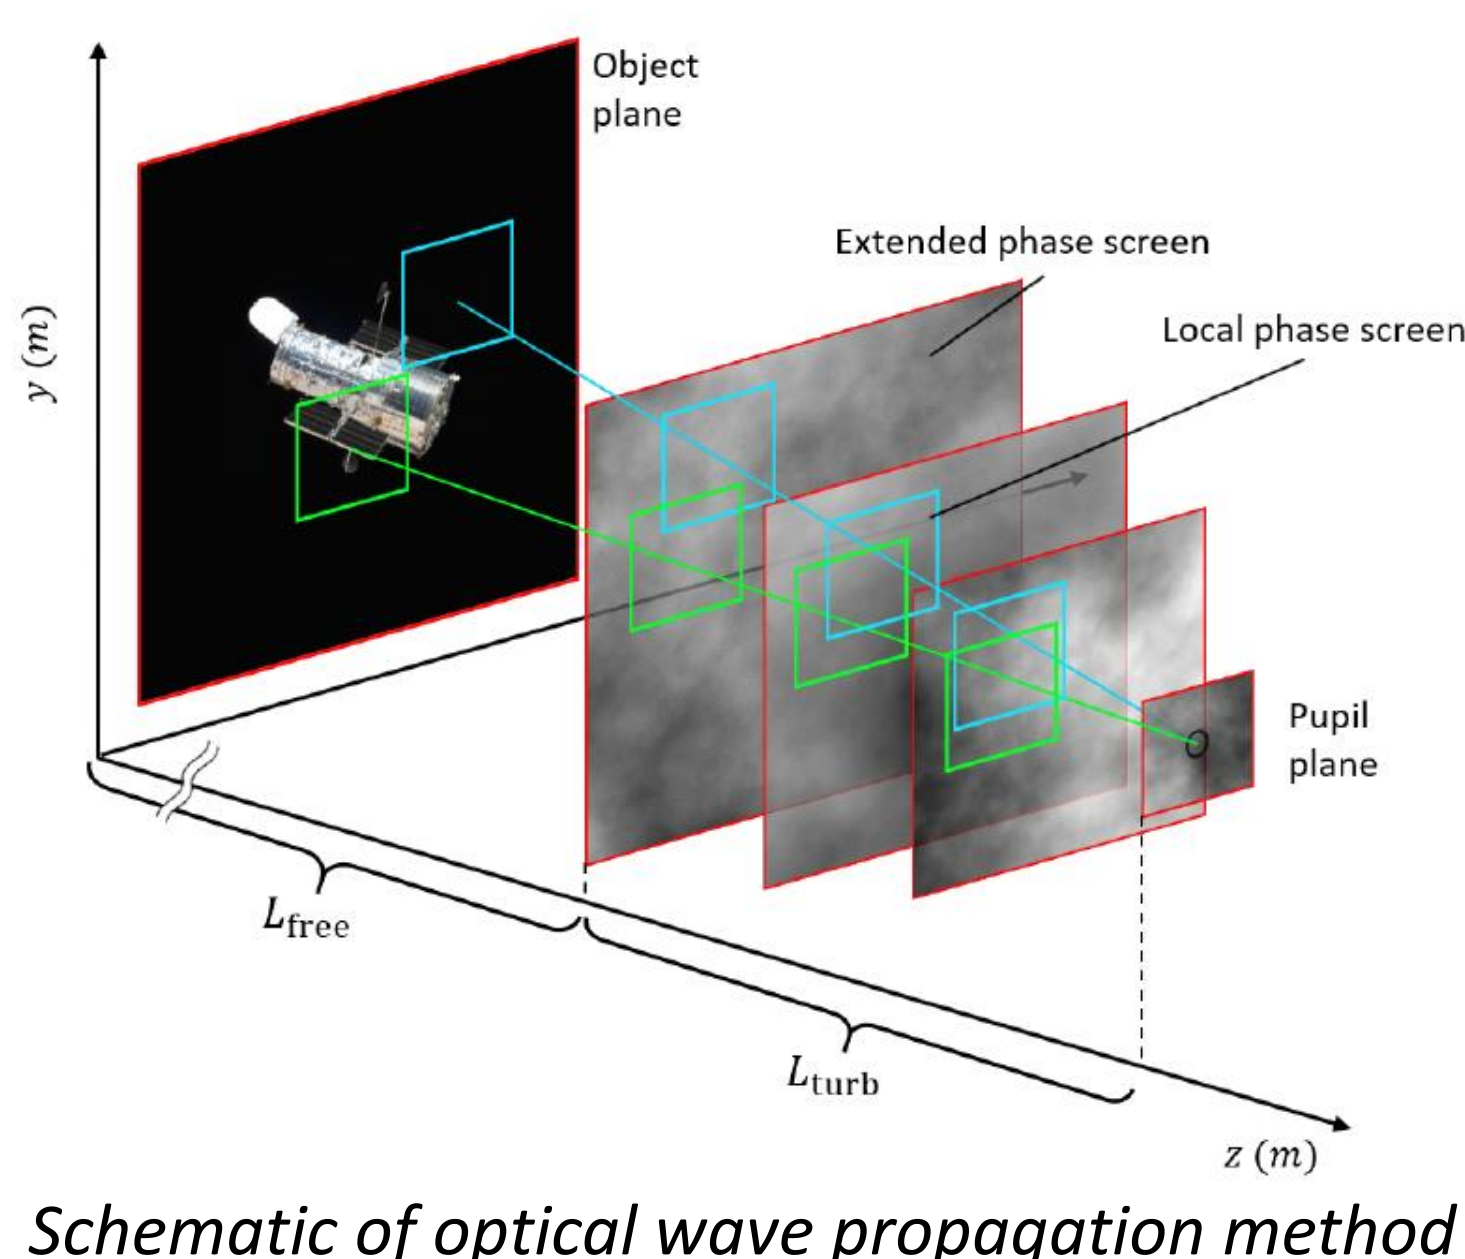 Object
plane
Extended phase screen
Local phase screen
y (m)
Pupil
plane
O
L_free
L_turb
z (m)
Schematic of optical wave propagation method